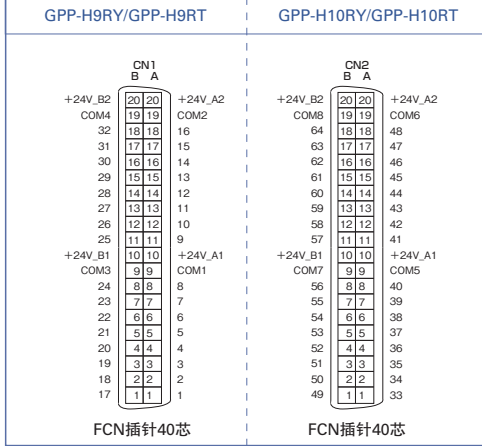 GPP-H9RY/GPP-H9RT GPP-H10RY/GPP-H10RT
CN1 CN2
B A B A
+24V_B2 20 20 +24V_A2 +24V_B2 20 20 +24V_A2
COM4 19 19 COM2 COM8 19 19 COM6
32 18 18 16 64 18 18 48
31 17 17 15 63 17 17 47
30 16 16 14 62 16 16 46
29 15 15 13 61 15 15 45
28 14 14 12 60 14 14 44
27 13 13 11 59 13 13 43
26 12 12 10 58 12 12 42
25 11 11 9 57 11 11 41
+24V_B1 10 10 +24V_A1 +24V_B1 10 10 +24V_A1
COM3 9 9 COM1 COM7 9 9 COM5
24 8 8 8 56 8 8 40
23 7 7 7 55 7 7 39
22 6 6 6 54 6 6 38
21 5 5 5 53 5 5 37
20 4 4 4 52 4 4 36
19 3 3 3 51 3 3 35
18 2 2 2 50 2 2 34
17 1 1 1 49 1 1 33
FCN插针40芯 FCN插针40芯